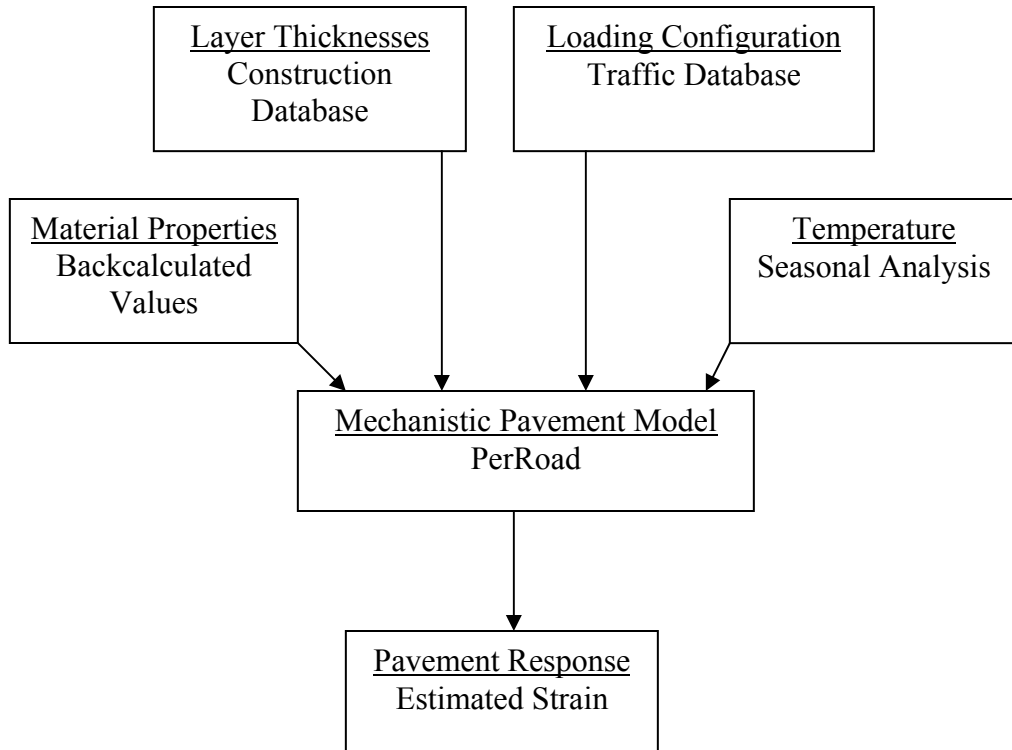 Layer Thicknesses
Construction
Database
Loading Configuration
Traffic Database
Material Properties
Backcalculated
Values
Temperature
Seasonal Analysis
Mechanistic Pavement Model
PerRoad
Pavement Response
Estimated Strain